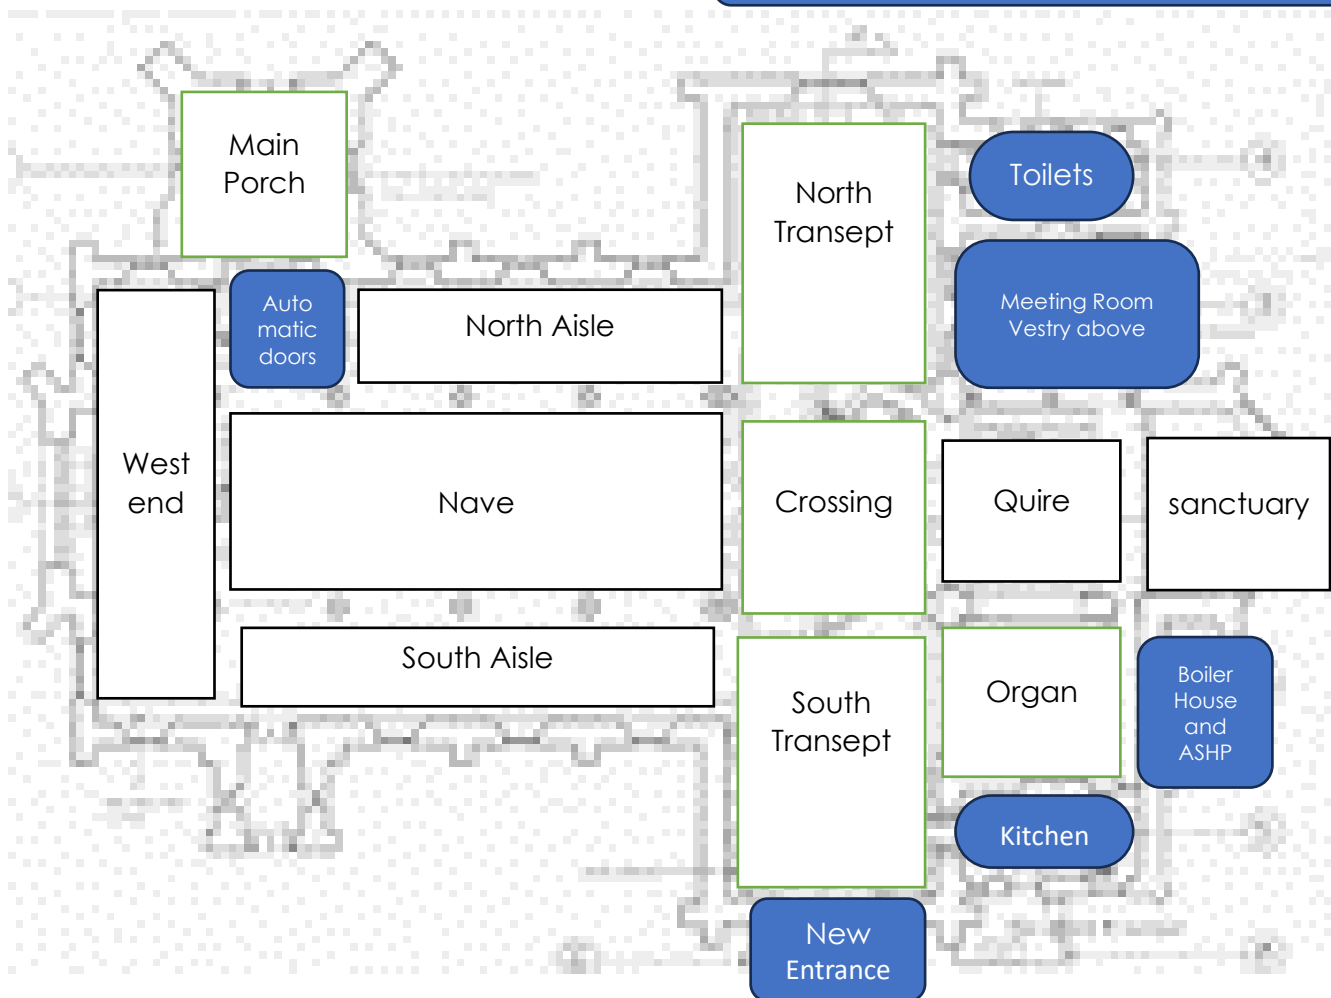 Main
Porch
North
Transept
Toilets
Auto
matic
doors
North Aisle
Meeting Room
Vestry above
West
end
Nave
Crossing
Quire
sanctuary
South Aisle
South
Transept
Organ
Boiler
House
and
ASHP
Kitchen
New
Entrance